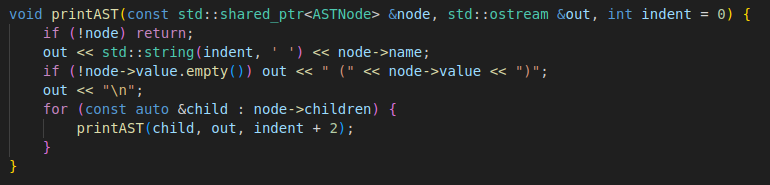 void printAST(const std::shared_ptr<ASTNode> &node, std::ostream &out, int indent = 0) {
    if (!node) return;
    out << std::string(indent, ' ') << node->name;
    if (!node->value.empty()) out << " (" << node->value << ")";
    out << "\n";
    for (const auto &child : node->children) {
        printAST(child, out, indent + 2);
    }
}